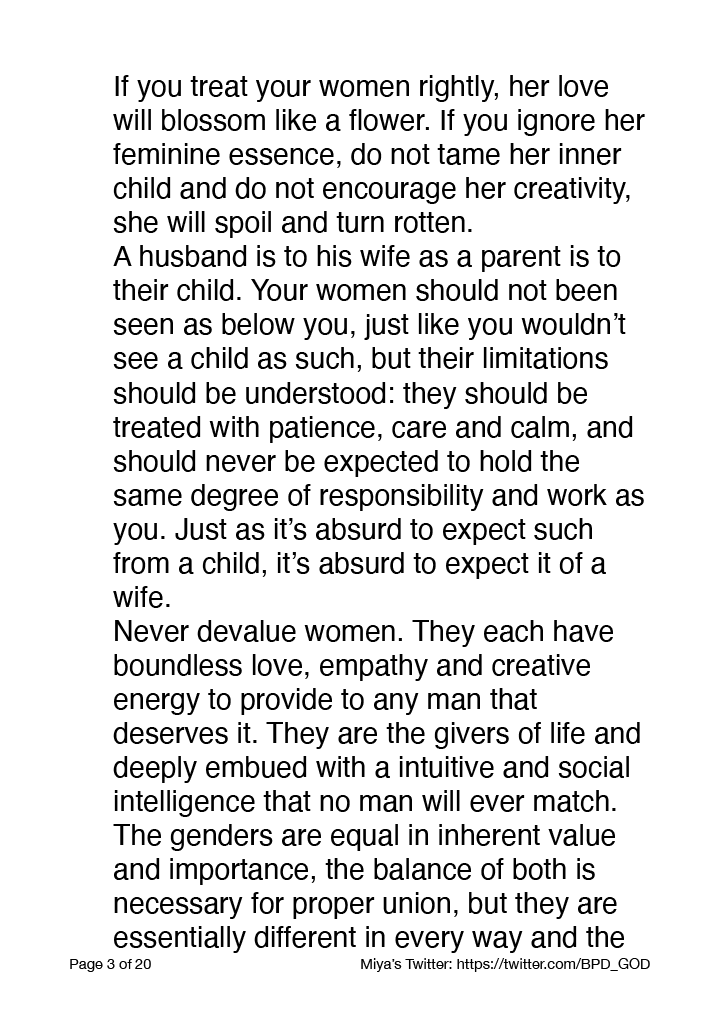 If you treat your women rightly, her love
will blossom like a flower. If you ignore her
feminine essence, do not tame her inner
child and do not encourage her creativity,
she will spoil and turn rotten.
A husband is to his wife as a parent is to
their child. Your women should not been
seen as below you, just like you wouldn’t
see a child as such, but their limitations
should be understood: they should be
treated with patience, care and calm, and
should never be expected to hold the
same degree of responsibility and work as
you. Just as it’s absurd to expect such
from a child, it’s absurd to expect it of a
wife.
Never devalue women. They each have
boundless love, empathy and creative
energy to provide to any man that
deserves it. They are the givers of life and
deeply embued with a intuitive and social
intelligence that no man will ever match.
The genders are equal in inherent value
and importance, the balance of both is
necessary for proper union, but they are
essentially different in every way and the
Page 3 of 20 Miya’s Twitter: https://twitter.com/BPD_GOD